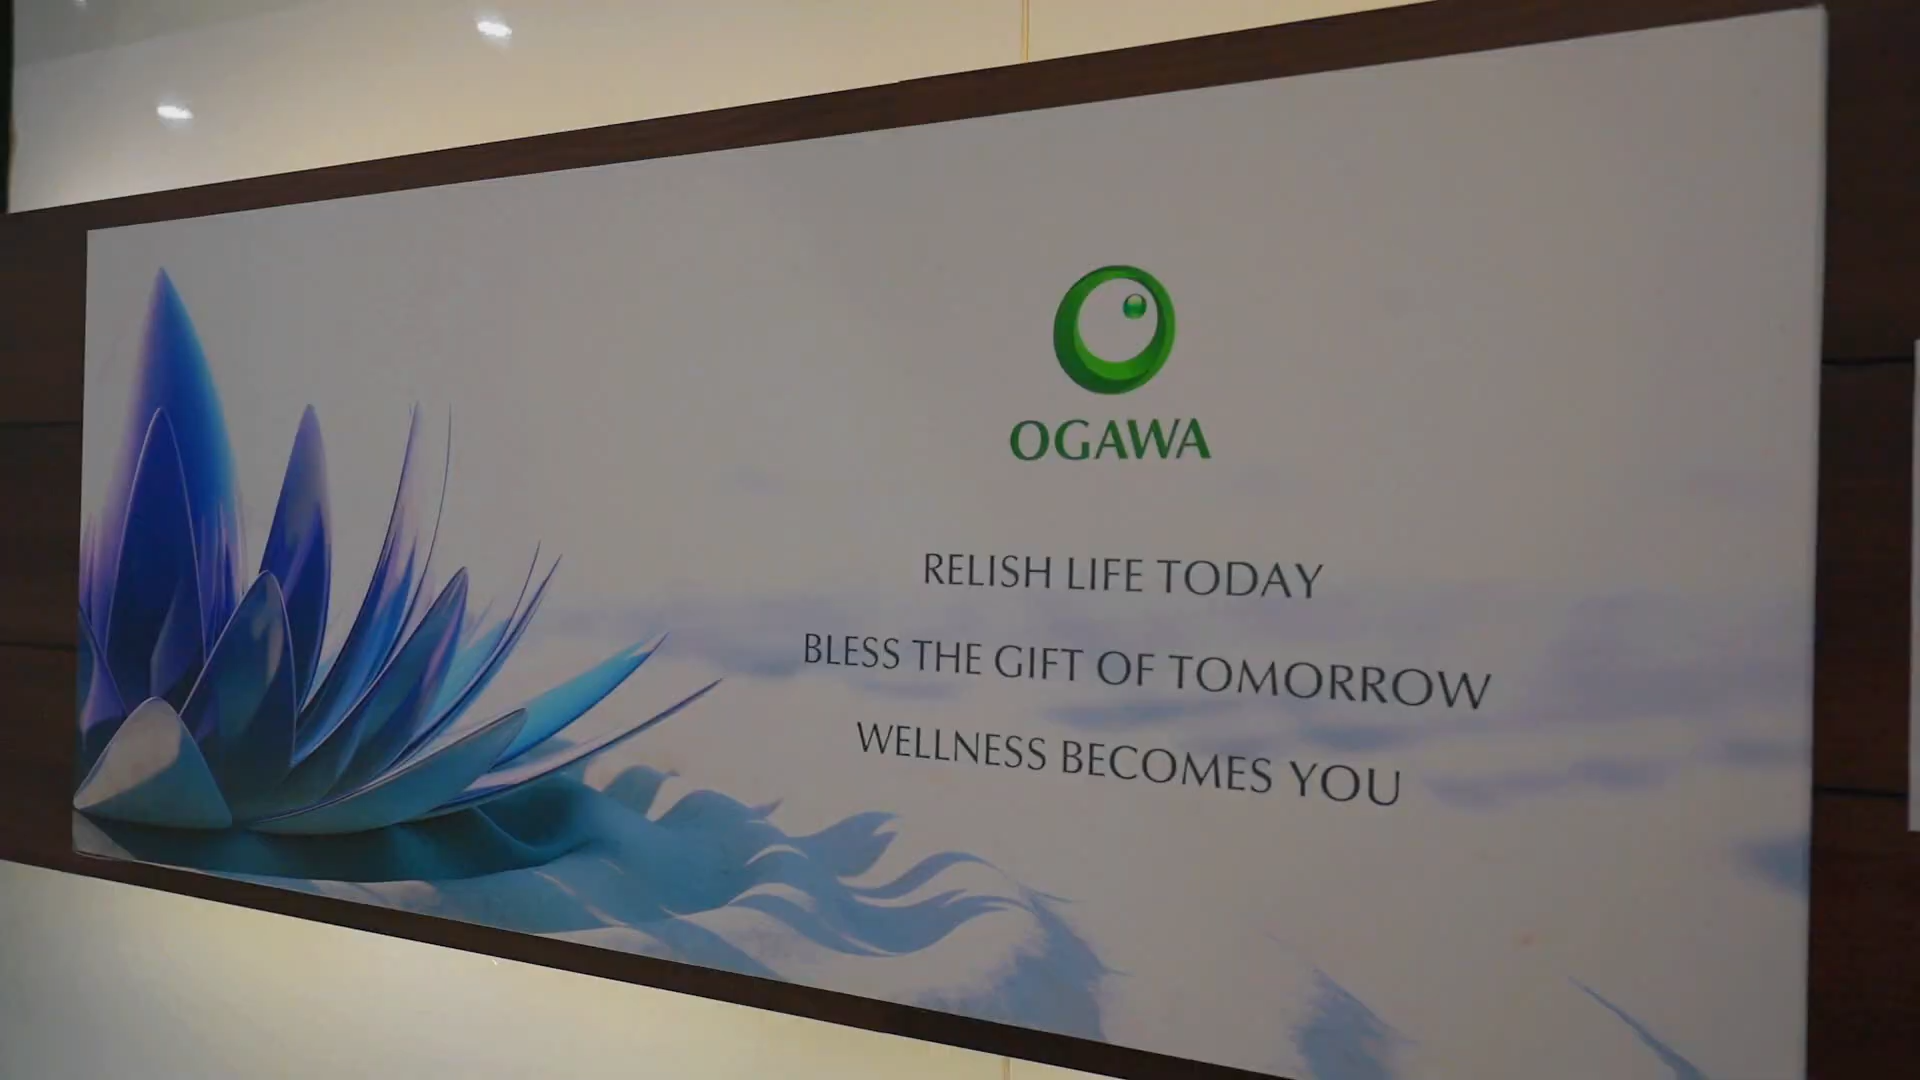 OGAWA
RELISH LIFE TODAY
BLESS THE GIFT OF TOMORROW
WELLNESS BECOMES YOU